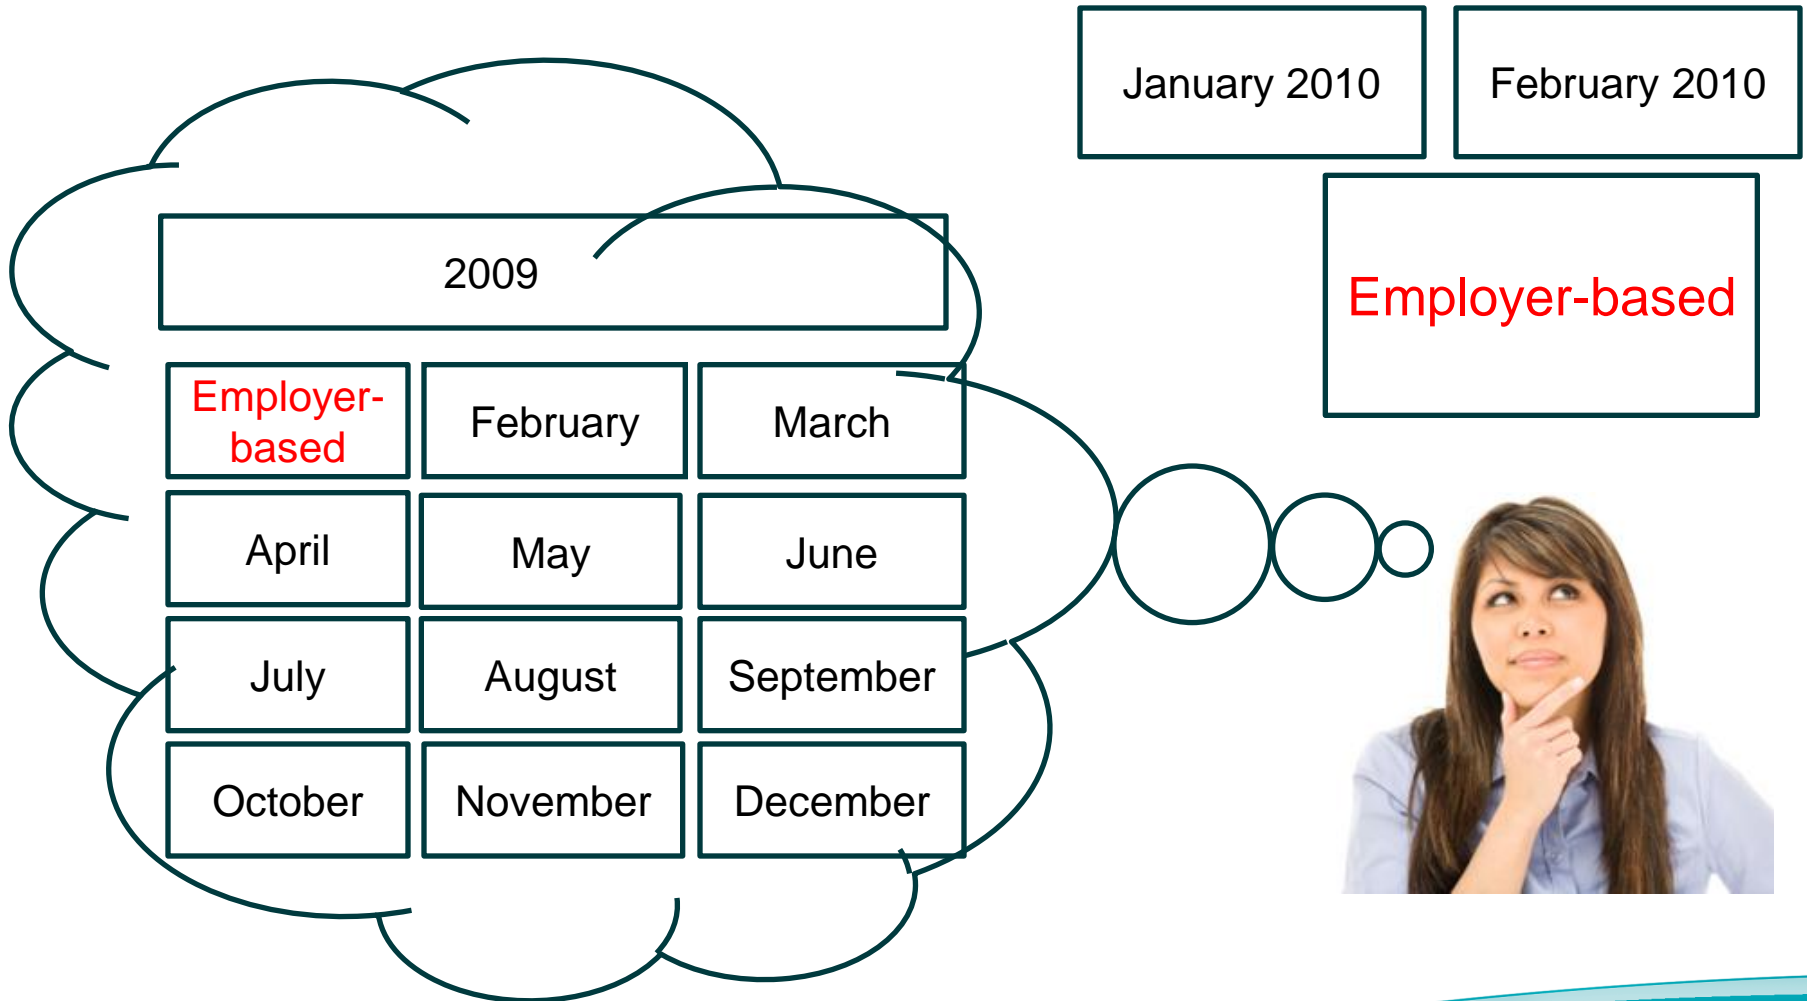 January 2010
February 2010
Employer-based
2009
Employer-
based
February
March
April
May
June
July
August
September
October
November
December